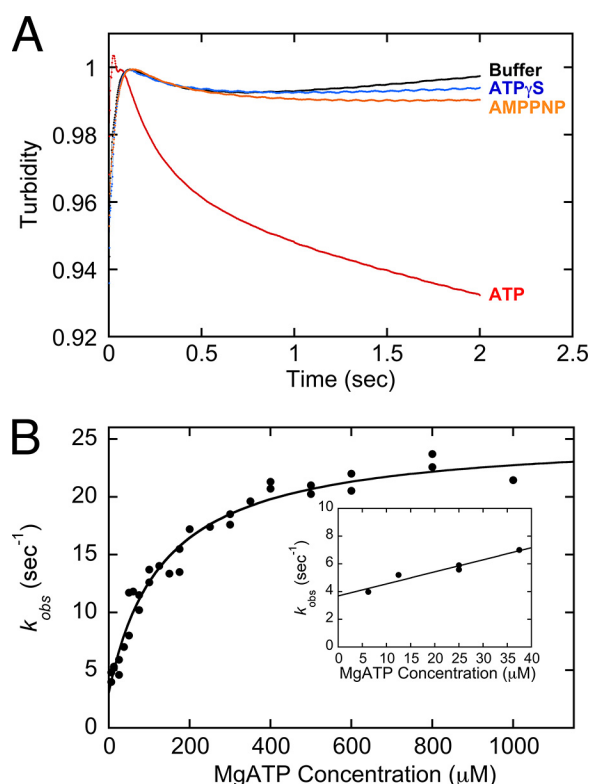 A
Turbidity
1
0.98
0.96
0.94
0.92
Buffer
ATPγS
AMPPNP
ATP
0 0.5 1 1.5 2 2.5
Time (sec)
B
k obs (sec-1)
25
20
15
10
5
0
k obs (sec-1)
10
8
6
4
2
0
0 5 10 15 20 25 30 35 40
MgATP Concentration (μM)
0 200 400 600 800 1000
MgATP Concentration (μM)